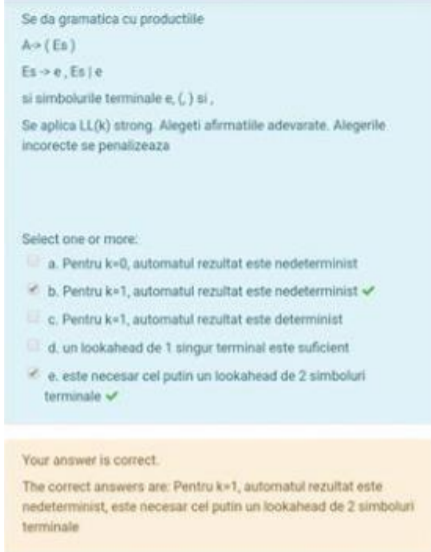 Se da gramatica cu productiile
A-> ( Es )
Es -> e , Es | e
si simbolurile terminale e, (, ) si ,
Se aplica LL(k) strong. Alegeti afirmatiile adevarate. Alegerile
incorecte se penalizeaza
Select one or more:
a. Pentru k=0, automatul rezultat este nedeterminist
b. Pentru k=1, automatul rezultat este nedeterminist
c. Pentru k=1, automatul rezultat este determinist
d. un lookahead de 1 singur terminal este suficient
e. este necesar cel putin un lookahead de 2 simboluri
terminale
Your answer is correct.
The correct answers are: Pentru k=1, automatul rezultat este
nedeterminist, este necesar cel putin un lookahead de 2 simboluri
terminale